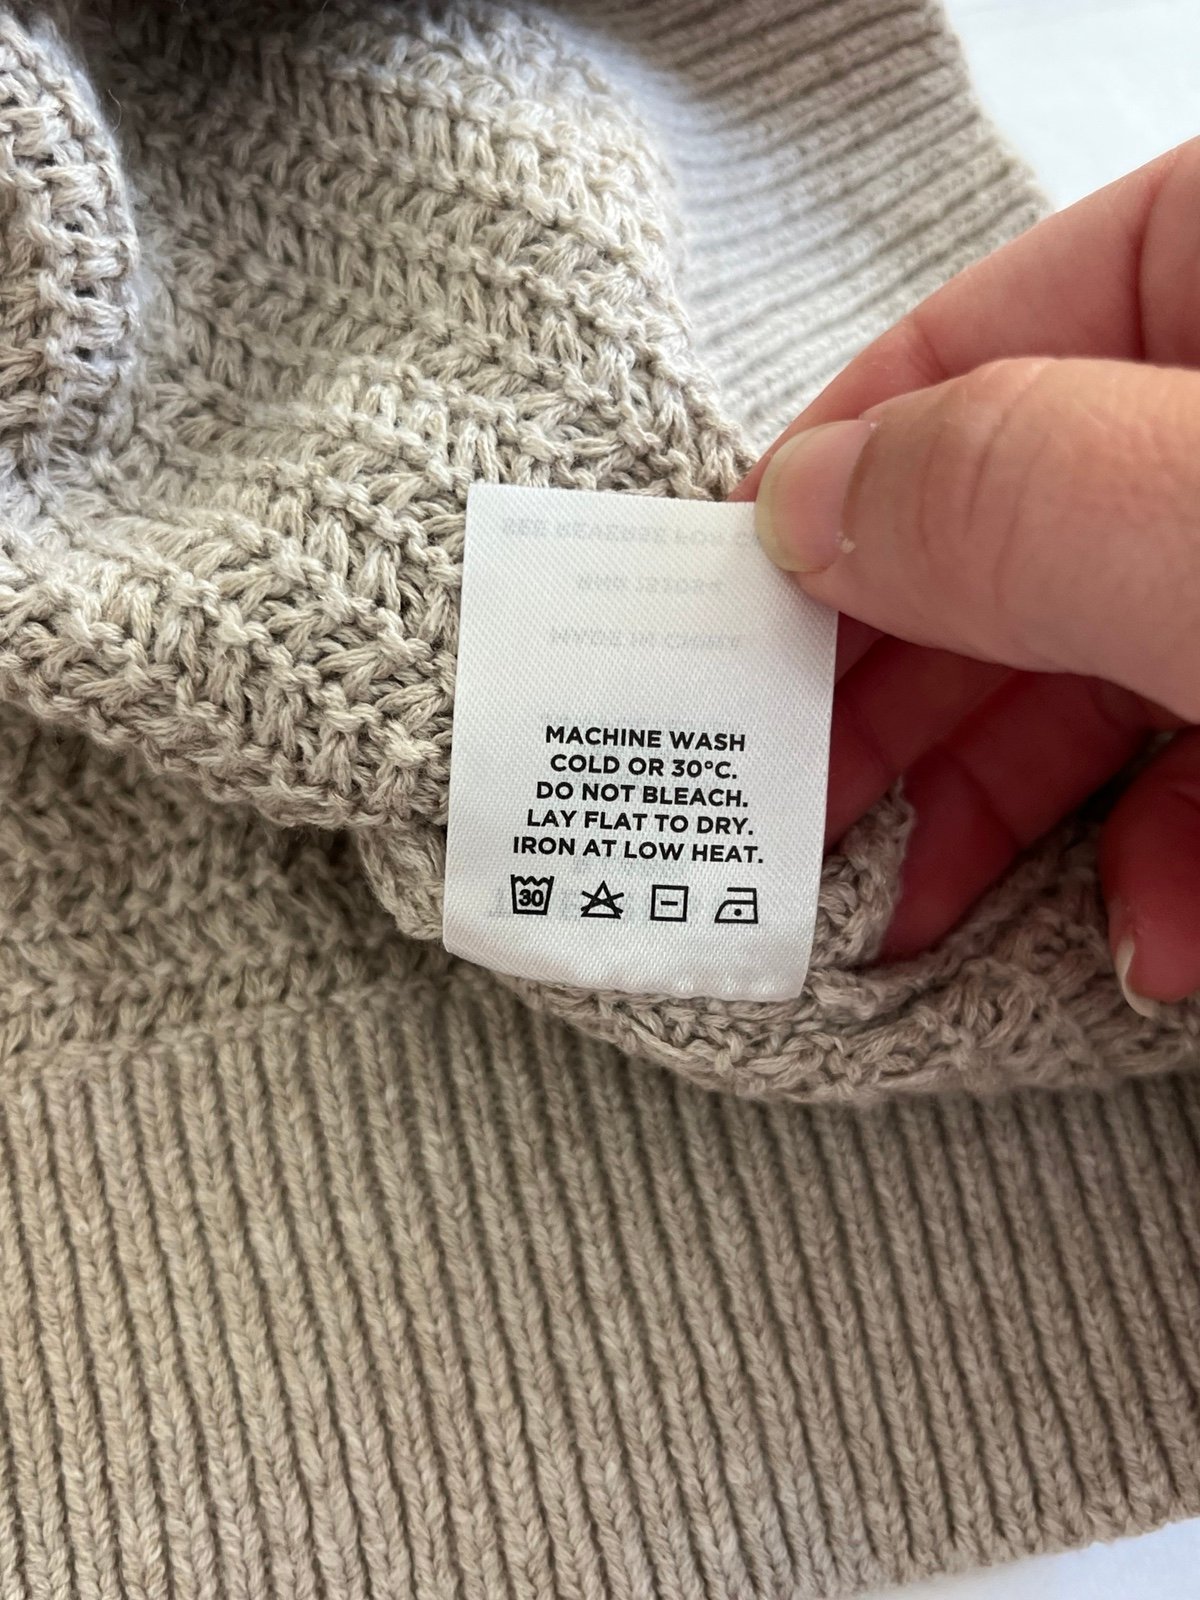 MACHINE WASH
COLD OR 30°C.
DO NOT BLEACH.
LAY FLAT TO DRY.
IRON AT LOW HEAT.
30